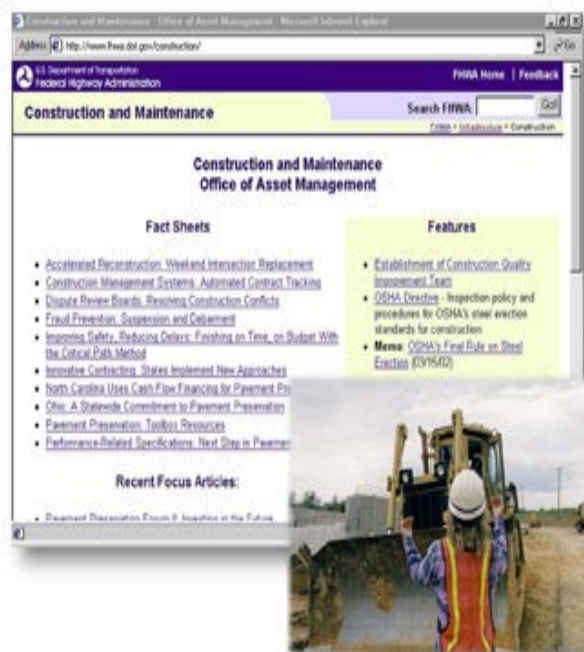 Construction and Maintenance - Office of Asset Management - Microsoft Internet Explorer
Address http://www.fhwa.dot.gov/construction/ Go
U.S. Department of Transportation
Federal Highway Administration
FHWA Home | Feedback
Construction and Maintenance
Search FHWA: Go!
FHWA > Infrastructure > Construction
Construction and Maintenance
Office of Asset Management
Fact Sheets
Accelerated Reconstruction: Weekend Intersection Replacement
Construction Management Systems: Automated Contract Tracking
Dispute Review Boards: Resolving Construction Conflicts
Fraud Prevention: Suspension and Debarment
Improving Safety, Reducing Delays: Finishing on Time, on Budget With
the Critical Path Method
Innovative Contracting: States Implement New Approaches
North Carolina Uses Cash Flow Financing for Pavement
Ohio: A Statewide Commitment to Pavement Preservation
Pavement Preservation: Toolbox Resources
Performance-Related Specifications: Next Step in
Recent Focus Articles:
Pavement Preservation Forum II: Investing in the Future
Features
Establishment of Construction Quality
Improvement Team
OSHA Directive - Inspection policy and
procedures for OSHA's steel erection
standards for construction
Memo: OSHA's Final Rule on Steel
Erection (03/15/02)